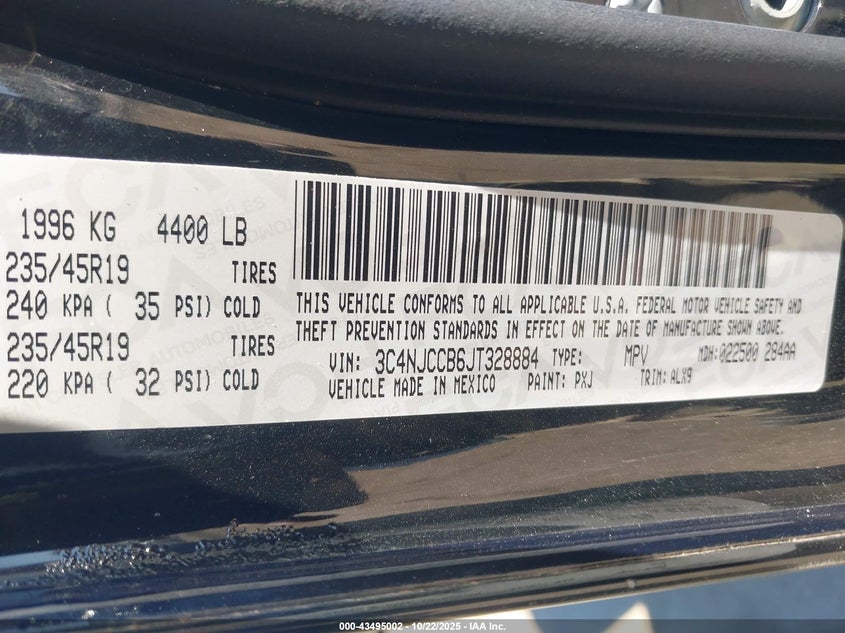 1996 KG 4400 LB
235/45R19 TIRES
240 KPA ( 35 PSI) COLD
235/45R19 TIRES
220 KPA ( 32 PSI) COLD
THIS VEHICLE CONFORMS TO ALL APPLICABLE U.S.A. FEDERAL MOTOR VEHICLE SAFETY AND
THEFT PREVENTION STANDARDS IN EFFECT ON THE DATE OF MANUFACTURE SHOWN ABOVE.
VIN: 3C4NJCCB6JT328884 TYPE: MPV MDH:022500 284AA
VEHICLE MADE IN MEXICO PAINT: PXJ TRIM:ALX9
000-43495002 - 10/22/2025 - IAA Inc.